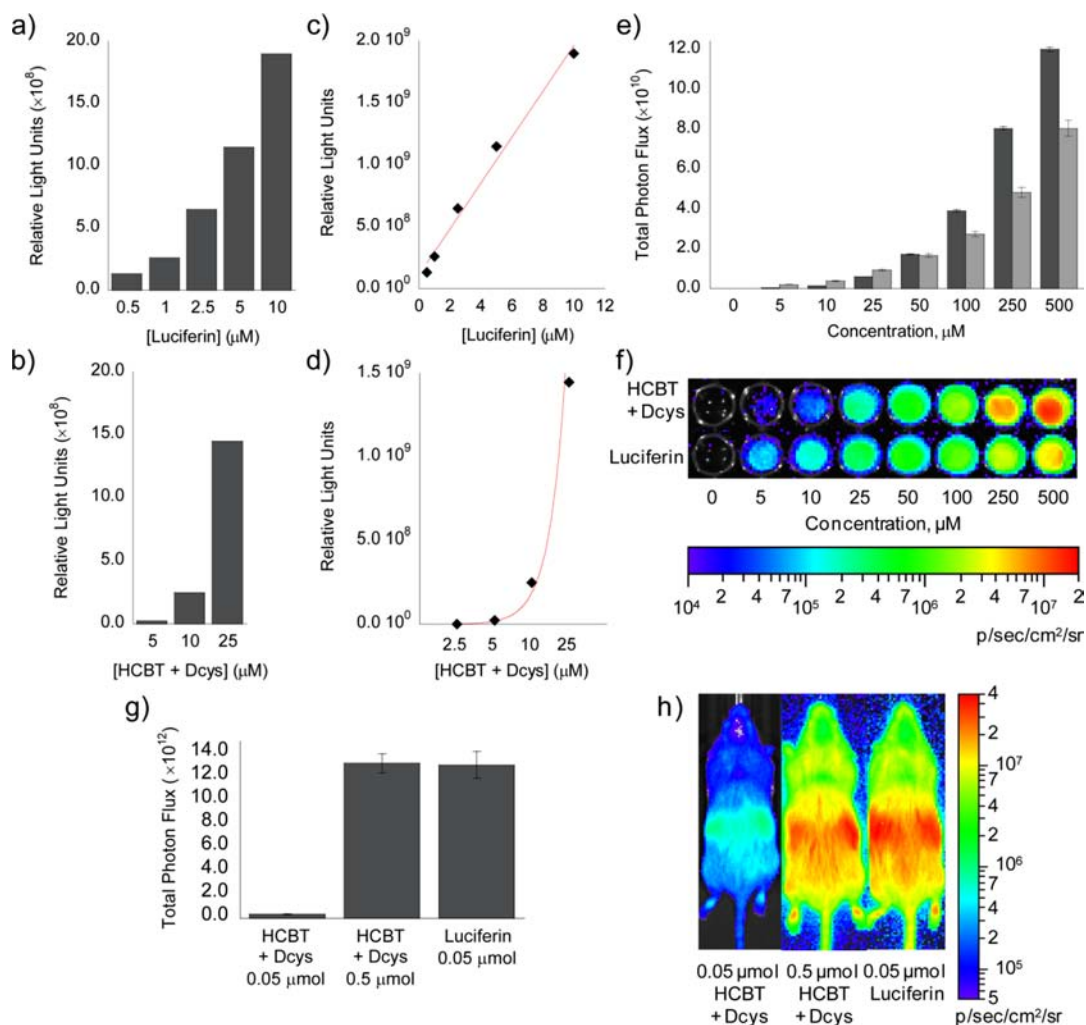 a)
20.0
15.0
10.0
5.0
0.0
Relative Light Units (×10⁸)
0.5 1 2.5 5 10
[Luciferin] (μM)
c)
2.0 10⁹
1.5 10⁹
1.0 10⁹
5.0 10⁸
0.0 10⁰
Relative Light Units
2 4 6 8 10 12
[Luciferin] (μM)
e)
12.0
10.0
8.0
6.0
4.0
2.0
0.0
Total Photon Flux (×10¹⁰)
0 5 10 25 50 100 250 500
Concentration, μM
b)
20.0
15.0
10.0
5.0
0.0
Relative Light Units (×10⁸)
5 10 25
[HCBT + Dcys] (μM)
d)
1.5 10⁹
1.0 10⁹
5.0 10⁸
0.0 10⁰
Relative Light Units
2.5 5 10 25
[HCBT + Dcys] (μM)
f)
HCBT
+ Dcys
Luciferin
0 5 10 25 50 100 250 500
Concentration, μM
10⁴ 2 4 7 10⁵ 2 4 7 10⁶ 2 4 7 10⁷ 2
p/sec/cm²/sr
g)
14.0
12.0
10.0
8.0
6.0
4.0
2.0
0.0
Total Photon Flux (×10¹²)
HCBT
+ Dcys
0.05 μmol
HCBT
+ Dcys
0.5 μmol
Luciferin
0.05 μmol
h)
4
2
10⁷
7
4
2
10⁶
7
4
2
10⁵
7
5
p/sec/cm²/sr
0.05 μmol
HCBT
+ Dcys
0.5 μmol
HCBT
+ Dcys
0.05 μmol
Luciferin